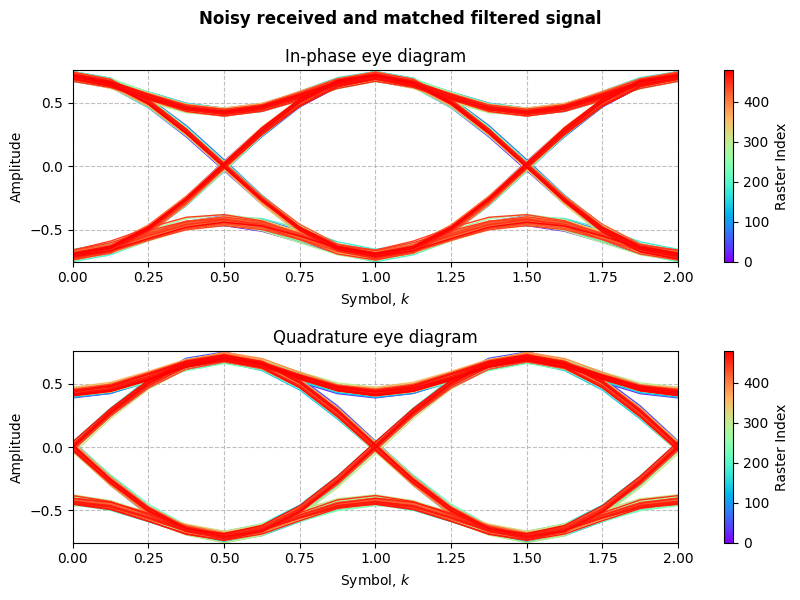 Noisy received and matched filtered signal
In-phase eye diagram
Amplitude
0.5
0.0
−0.5
0.00 0.25 0.50 0.75 1.00 1.25 1.50 1.75 2.00
Symbol, k
400
300
200
100
0
Raster Index
Quadrature eye diagram
Amplitude
0.5
0.0
−0.5
0.00 0.25 0.50 0.75 1.00 1.25 1.50 1.75 2.00
Symbol, k
400
300
200
100
0
Raster Index